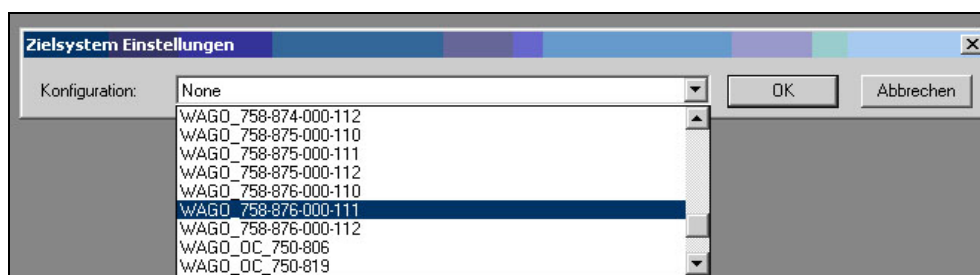 Zielsystem Einstellungen
Konfiguration: None OK Abbrechen
WAGO_758-874-000-112
WAGO_758-875-000-110
WAGO_758-875-000-111
WAGO_758-875-000-112
WAGO_758-876-000-110
WAGO_758-876-000-111
WAGO_758-876-000-112
WAGO_OC_750-806
WAGO_OC_750-819